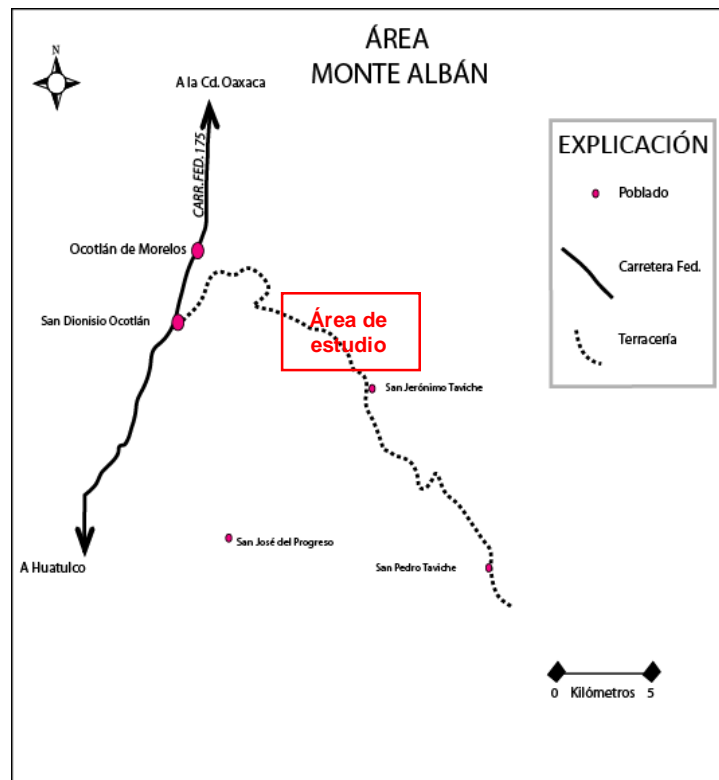 ÁREA
MONTE ALBÁN
N
A la Cd. Oaxaca
CARR.FED.175
EXPLICACIÓN
Poblado
Ocotlán de Morelos
Carretera Fed.
San Dionisio Ocotlán
Área de
estudio
Terracería
San Jerónimo Taviche
San José del Progreso
A Huatulco
San Pedro Taviche
0 Kilómetros 5